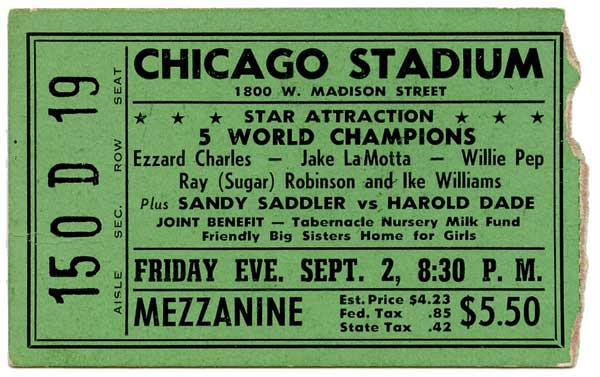 150 D 19
AISLE SEC. ROW SEAT
CHICAGO STADIUM
1800 W. MADISON STREET
★ ★ ★ STAR ATTRACTION ★ ★ ★
5 WORLD CHAMPIONS
Ezzard Charles — Jake LaMotta — Willie Pep
Ray (Sugar) Robinson and Ike Williams
Plus SANDY SADDLER vs HAROLD DADE
JOINT BENEFIT — Tabernacle Nursery Milk Fund
Friendly Big Sisters Home for Girls
FRIDAY EVE. SEPT. 2, 8:30 P. M.
MEZZANINE
Est. Price $4.23
Fed. Tax .85
State Tax .42
$5.50